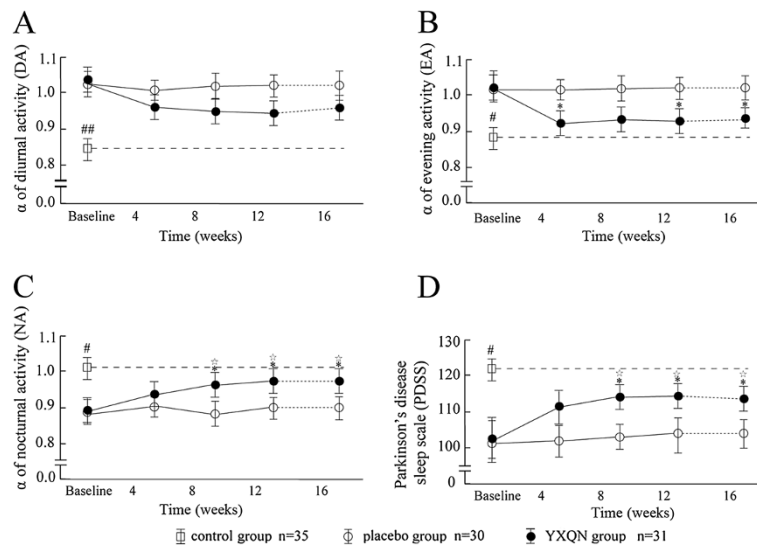 A
α of diurnal activity (DA)
1.1
1.0
0.9
0.8
0.0
##
Baseline 4 8 12 16
Time (weeks)
B
α of evening activity (EA)
1.1
1.0
0.9
0.8
0.0
#
* * *
Baseline 4 8 12 16
Time (weeks)
C
α of nocturnal activity (NA)
1.1
1.0
0.9
0.8
0.0
#
☆ ☆ ☆
* * *
Baseline 4 8 12 16
Time (weeks)
D
Parkinson's disease
sleep scale (PDSS)
130
120
110
100
0
#
☆ ☆ ☆
* * *
Baseline 4 8 12 16
Time (weeks)
control group n=35 placebo group n=30 YXQN group n=31